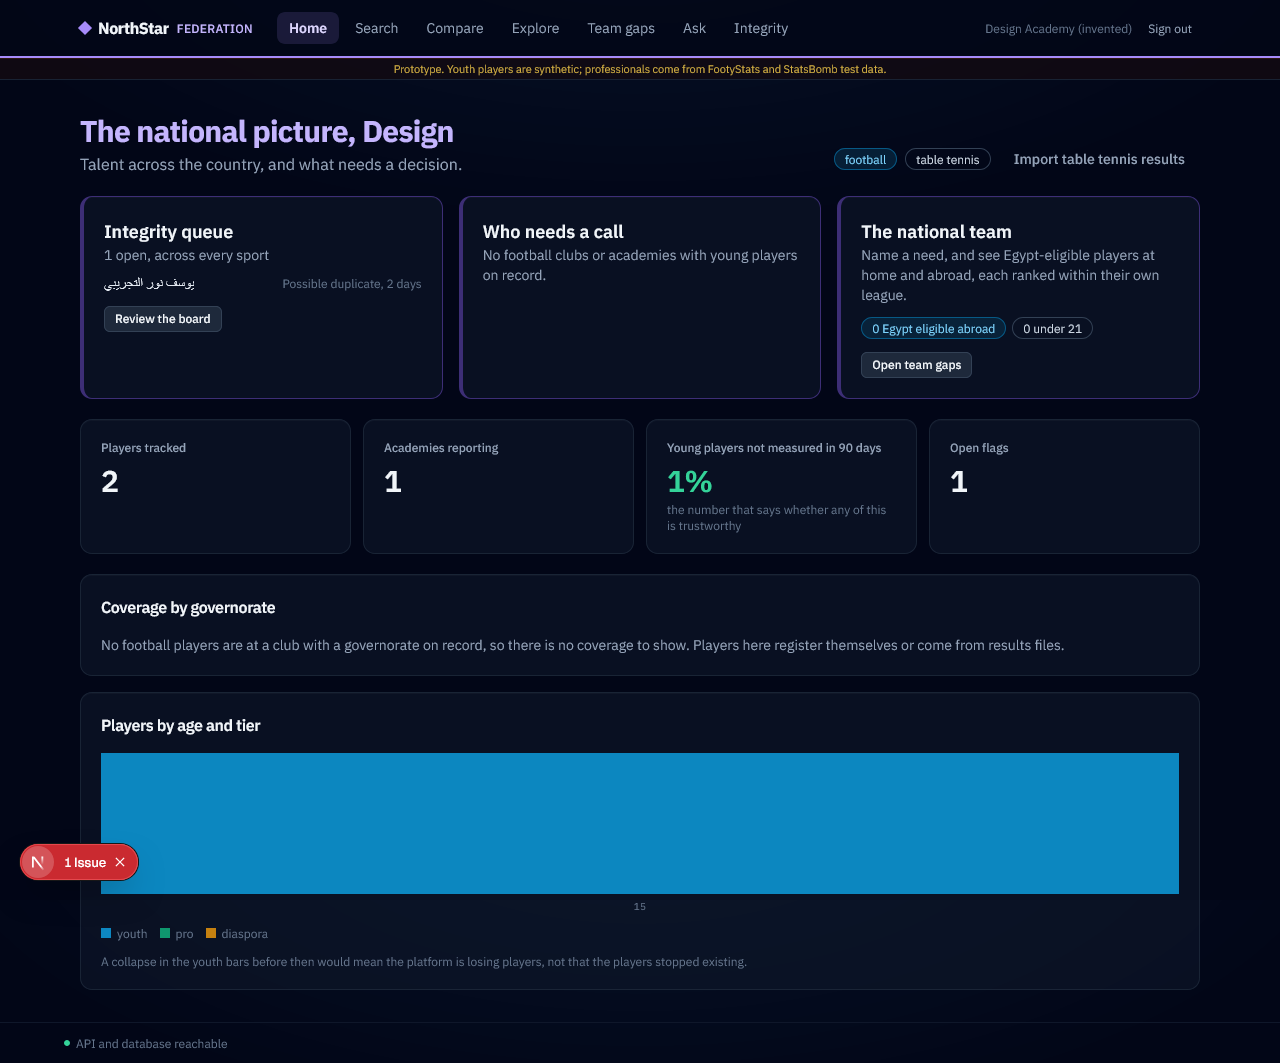 NorthStar FEDERATION Home Search Compare Explore Team gaps Ask Integrity Design Academy (invented) Sign out
Prototype. Youth players are synthetic; professionals come from FootyStats and StatsBomb test data.
The national picture, Design
Talent across the country, and what needs a decision.
football table tennis Import table tennis results
Integrity queue
1 open, across every sport
يوسف نور التجريبي Possible duplicate, 2 days
Review the board
Who needs a call
No football clubs or academies with young players
on record.
The national team
Name a need, and see Egypt-eligible players at
home and abroad, each ranked within their own
league.
0 Egypt eligible abroad 0 under 21
Open team gaps
Players tracked
2
Academies reporting
1
Young players not measured in 90 days
1%
the number that says whether any of this
is trustworthy
Open flags
1
Coverage by governorate
No football players are at a club with a governorate on record, so there is no coverage to show. Players here register themselves or come from results files.
Players by age and tier
15
youth pro diaspora
A collapse in the youth bars before then would mean the platform is losing players, not that the players stopped existing.
N 1 Issue
API and database reachable